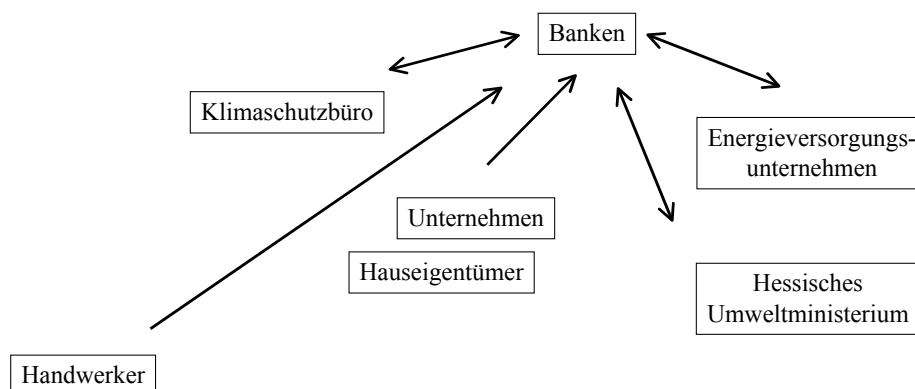 Banken
Klimaschutzbüro
Energieversorgungs-
unternehmen
Unternehmen
Hauseigentümer
Hessisches
Umweltministerium
Handwerker